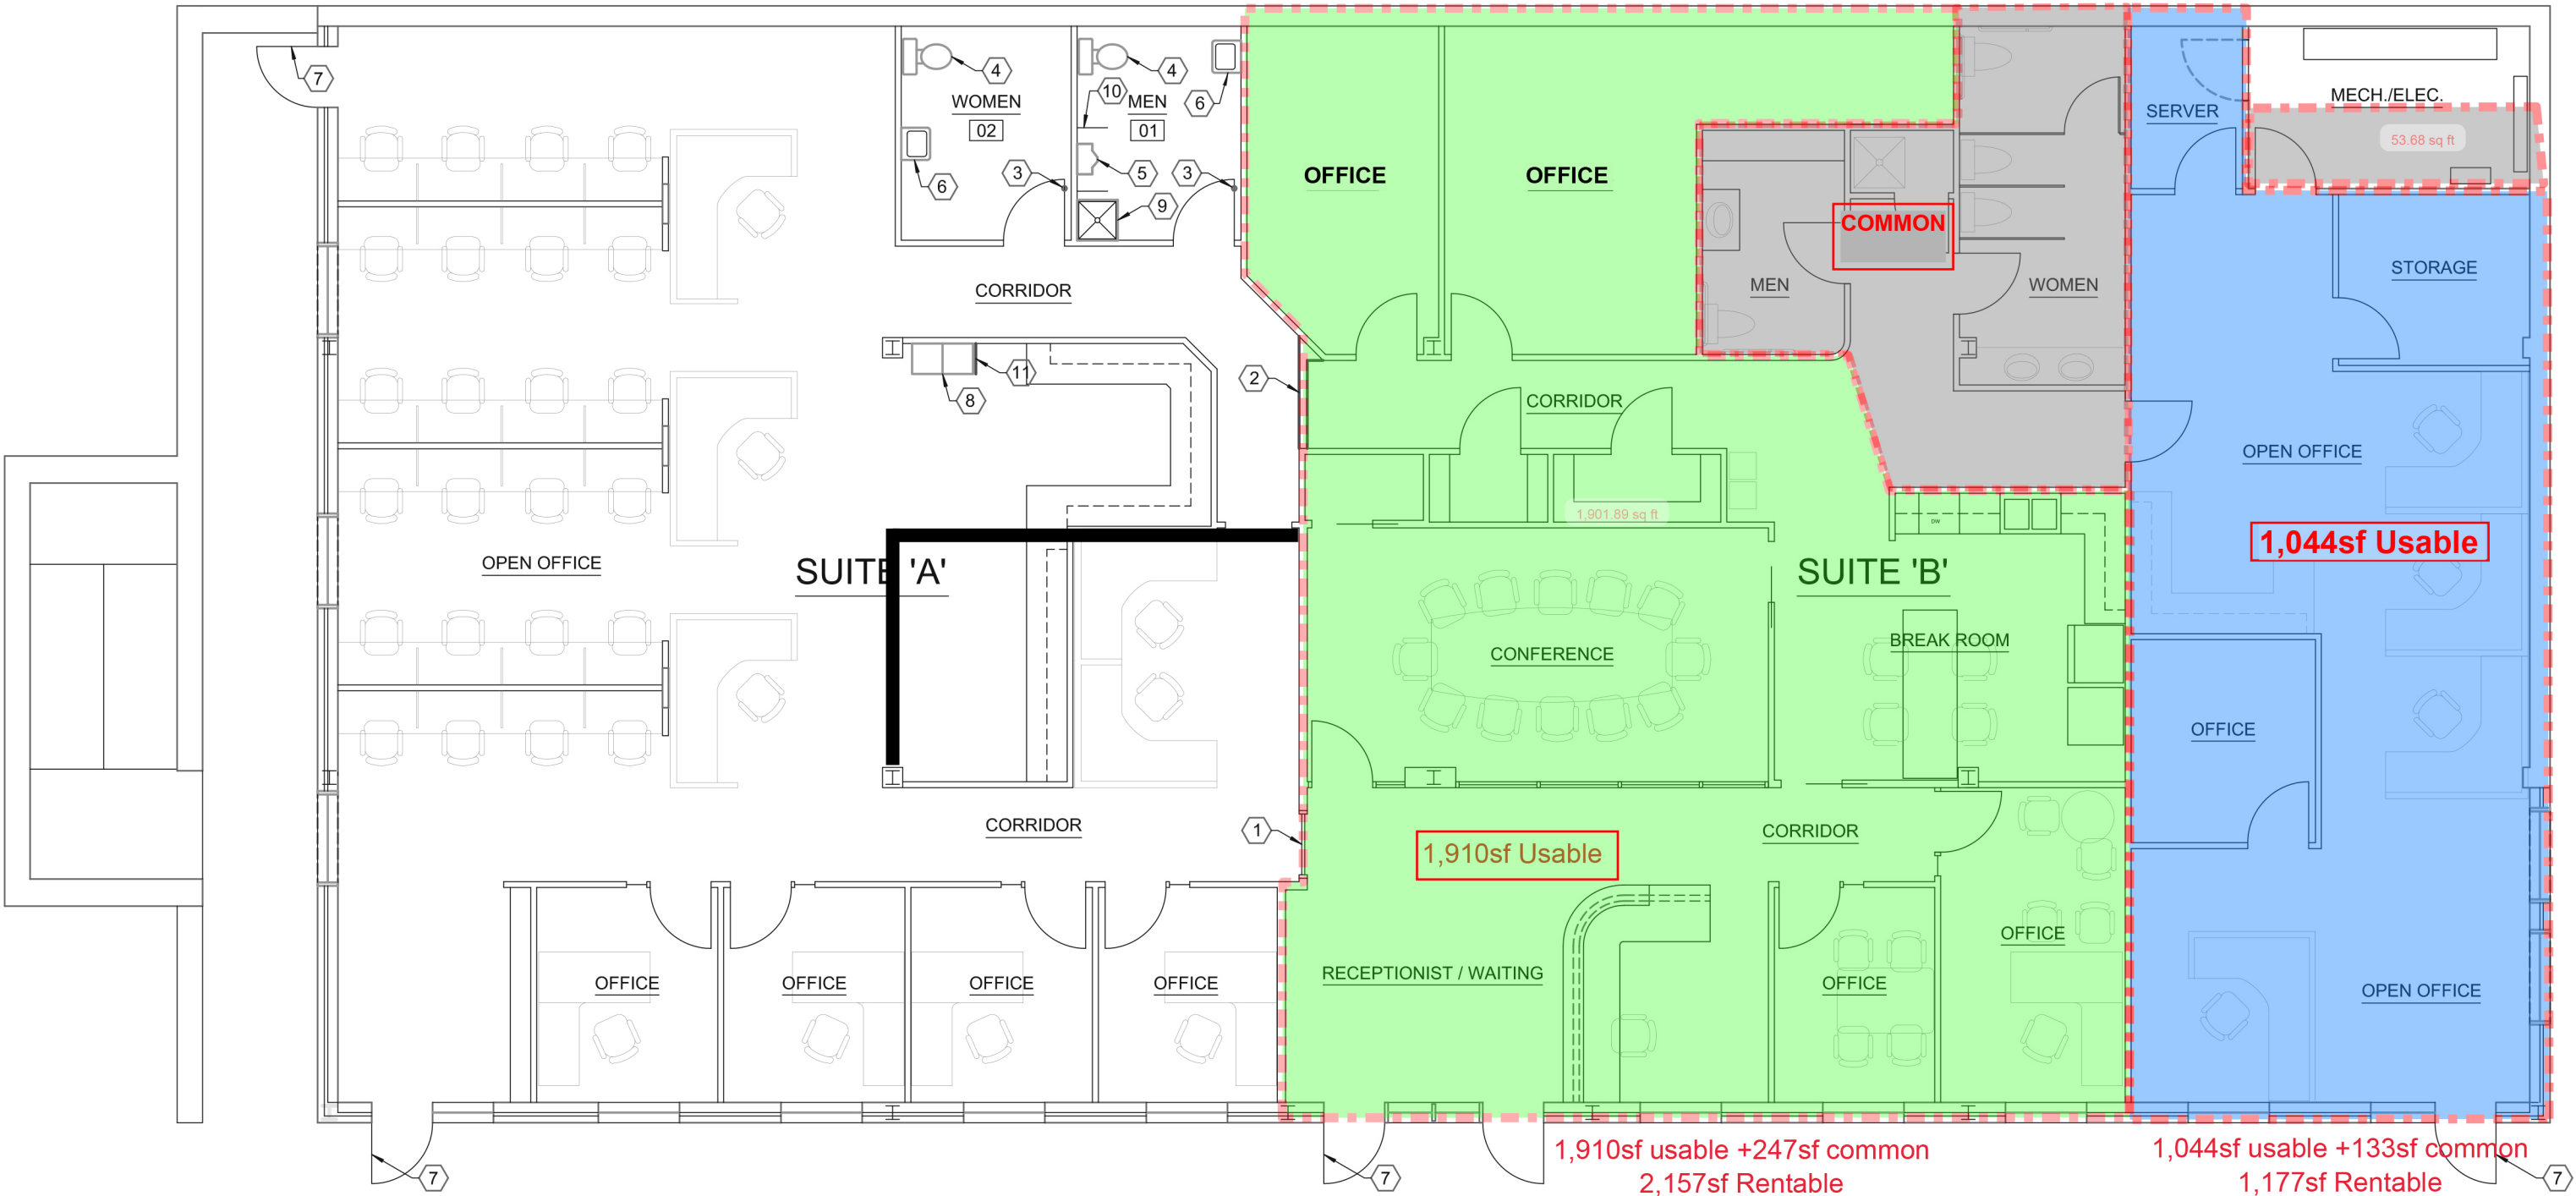 7
4
4
10
6
WOMEN
02
MEN
01
3
5
3
6
9
CORRIDOR
2
8
11
OPEN OFFICE
SUITE 'A'
CORRIDOR
1
OFFICE
OFFICE
OFFICE
OFFICE
7
OFFICE
OFFICE
COMMON
MEN
WOMEN
CORRIDOR
1,901.89 sq ft
DW
SUITE 'B'
CONFERENCE
BREAK ROOM
1,910sf Usable
CORRIDOR
RECEPTIONIST / WAITING
OFFICE
OFFICE
7
1,910sf usable +247sf common
2,157sf Rentable
SERVER
MECH./ELEC.
53.68 sq ft
STORAGE
OPEN OFFICE
1,044sf Usable
OFFICE
OPEN OFFICE
1,044sf usable +133sf common
1,177sf Rentable
7